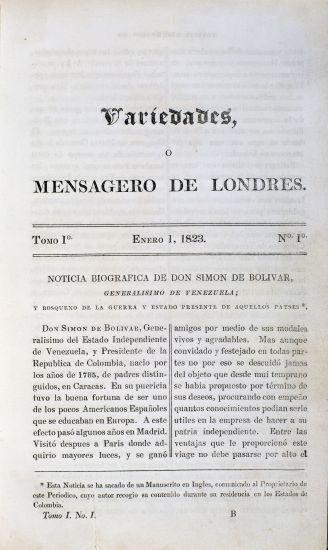 Variedades,
Ó
MENSAGERO DE LONDRES.
TOMO Iº. ENERO 1, 1823. Nº. Iº.
NOTICIA BIOGRAFICA DE DON SIMON DE BOLIVAR,
GENERALISIMO DE VENEZUELA;
Y BOSQUEXO DE LA GUERRA Y ESTADO PRESENTE DE AQUELLOS PAISES *.
DON SIMON DE BOLIVAR, Gene-
ralisimo del Estado Independiente
de Venezuela, y Presidente de la
Republica de Colombia, nacio por
los años de 1785, de padres distin-
guidos, en Caracas. En su puericia
tuvo la buena fortuna de ser uno
de los pocos Americanos Españoles
que se educaban en Europa. A este
efecto pasó algunos años en Madrid.
Visitó despues a Paris donde ad-
quirio mayores luces, y se ganó
amigos por medio de sus modales
vivos y agradables. Mas aunque
convidado y festejado en todas par-
tes no por eso se descuidó jamas
del objeto que desde mui temprano
se habia propuesto por término de
sus deseos, procurando con empeño
quantos conocimientos podian serle
utiles en la empresa de hacer a su
patria independiente. Entre las
ventajas que le proporcionó este
viage no debe pasarse por alto el
* Esta Noticia se ha sacado de un Manuscrito en Ingles, comunicado al Proprietario de
este Periodico, cuyo autor recogio su contenido durante su residencia en los Estados de
Colombia.
Tomo I. No. I. B